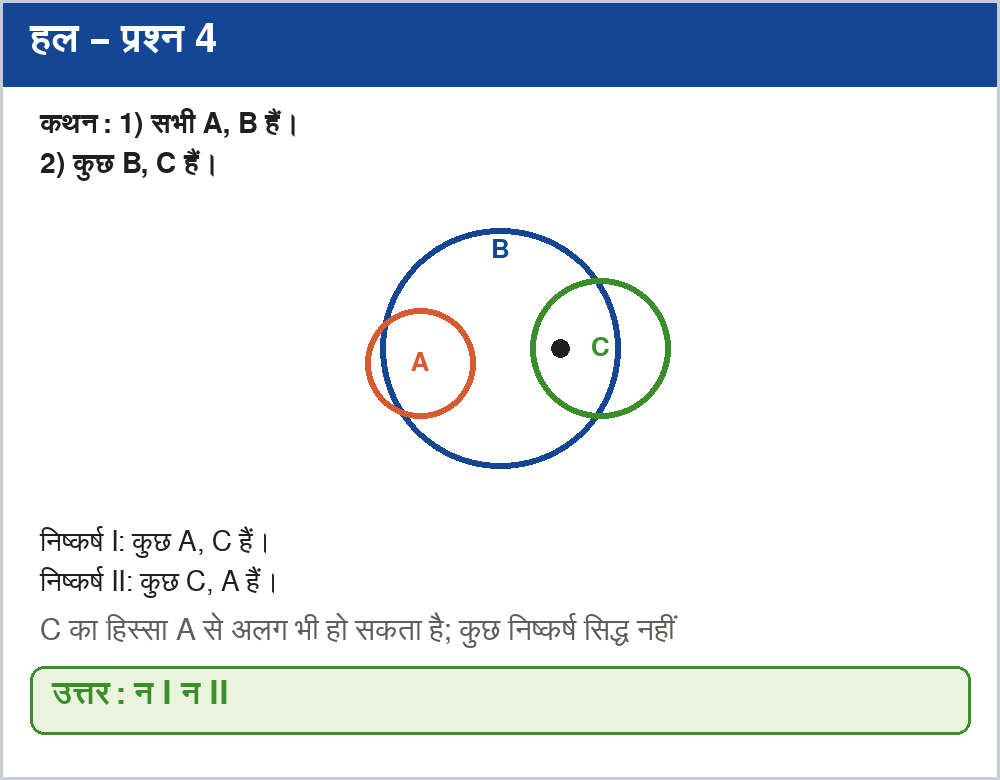 हल – प्रश्न 4
कथन : 1) सभी A, B हैं।
2) कुछ B, C हैं।
B
C
A
निष्कर्ष I: कुछ A, C हैं।
निष्कर्ष II: कुछ C, A हैं।
C का हिस्सा A से अलग भी हो सकता है; कुछ निष्कर्ष सिद्ध नहीं
उत्तर : न I न II